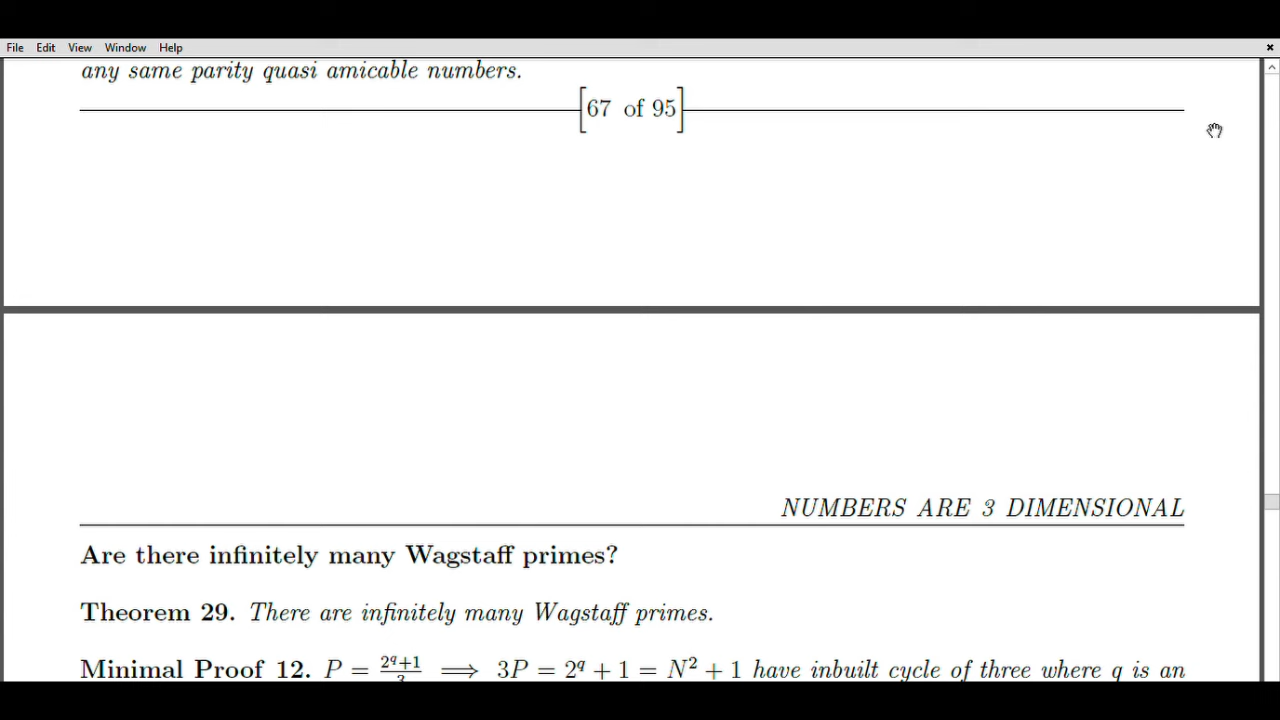 File Edit View Window Help
any same parity quasi amicable numbers.
[67 of 95]
NUMBERS ARE 3 DIMENSIONAL
Are there infinitely many Wagstaff primes?
Theorem 29. There are infinitely many Wagstaff primes.
Minimal Proof 12. P = (2^q+1)/3 ⟹ 3P = 2^q + 1 = N^2 + 1 have inbuilt cycle of three where q is an